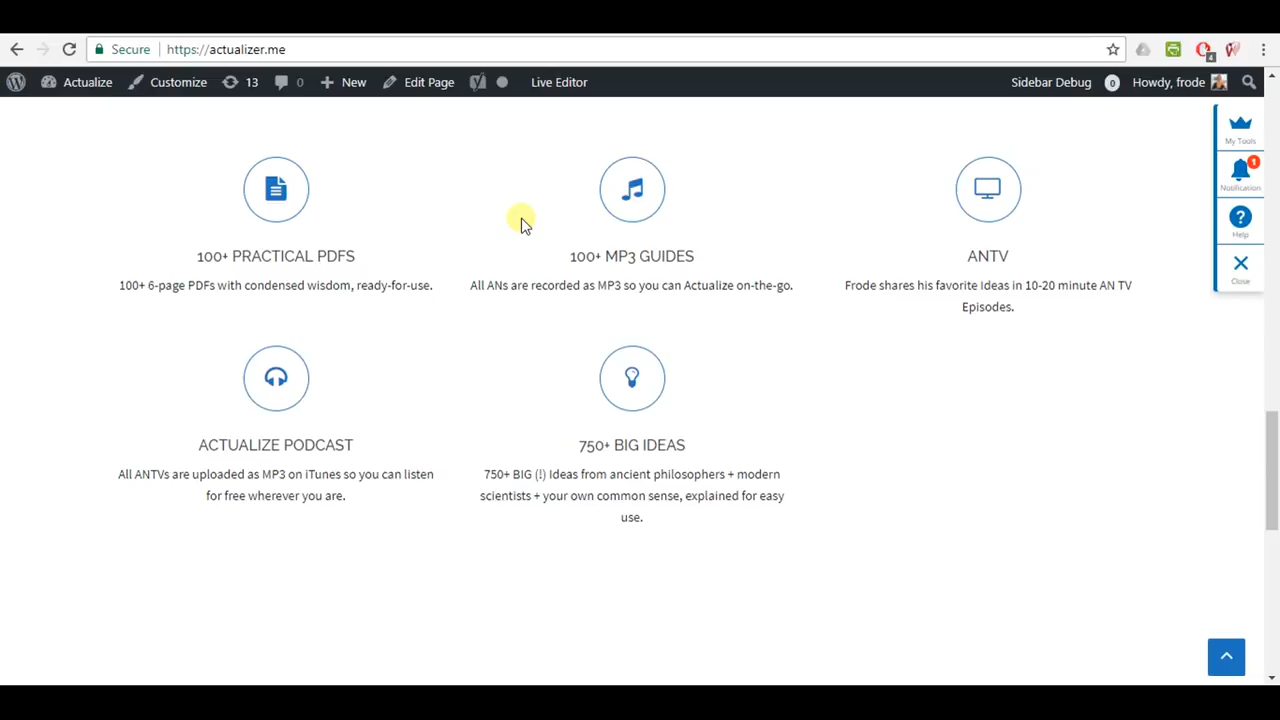 Secure https://actualizer.me
4
Actualize Customize 13 0 New Edit Page Live Editor Sidebar Debug 0 Howdy, frode
My Tools
1
Notification
Help
Close
100+ PRACTICAL PDFS
100+ 6-page PDFs with condensed wisdom, ready-for-use.
100+ MP3 GUIDES
All ANs are recorded as MP3 so you can Actualize on-the-go.
ANTV
Frode shares his favorite Ideas in 10-20 minute AN TV
Episodes.
ACTUALIZE PODCAST
All ANTVs are uploaded as MP3 on iTunes so you can listen
for free wherever you are.
750+ BIG IDEAS
750+ BIG (!) Ideas from ancient philosophers + modern
scientists + your own common sense, explained for easy
use.